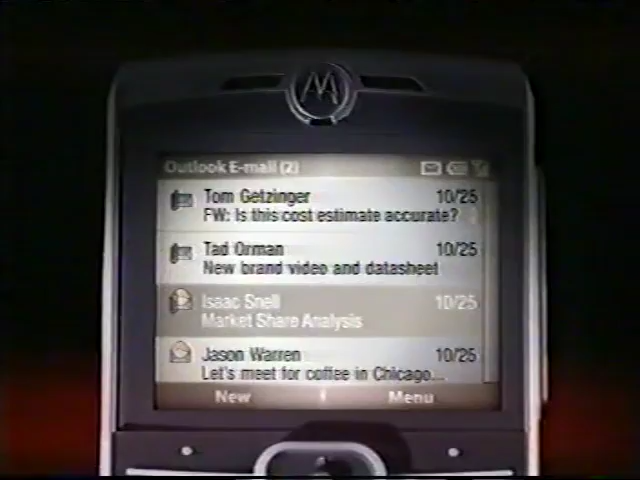 Outlook E-mail (2)
Tom Getzinger 10/25
FW: Is this cost estimate accurate?
Tad Orman 10/25
New brand video and datasheet
Isaac Snell 10/25
Market Share Analysis
Jason Warren 10/25
Let's meet for coffee in Chicago...
New Menu